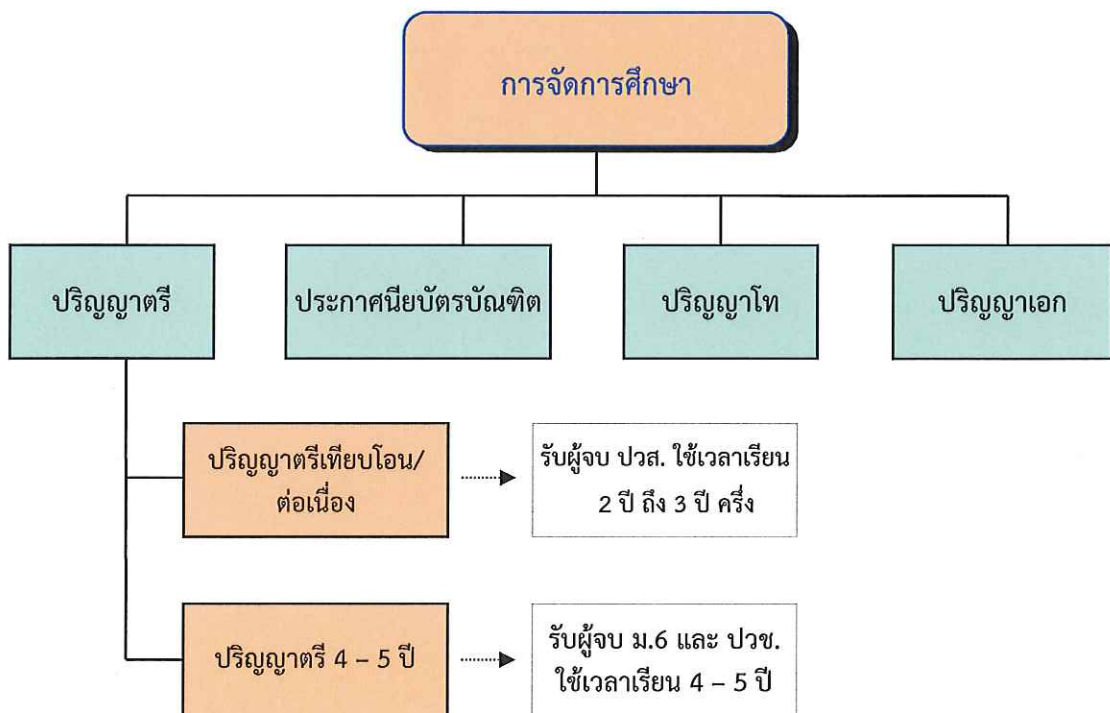 การจัดการศึกษา
ปริญญาตรี
ประกาศนียบัตรบัณฑิต
ปริญญาโท
ปริญญาเอก
ปริญญาตรีเทียบโอน/
ต่อเนื่อง
รับผู้จบ ปวส. ใช้เวลาเรียน
2 ปี ถึง 3 ปี ครึ่ง
ปริญญาตรี 4 – 5 ปี
รับผู้จบ ม.6 และ ปวช.
ใช้เวลาเรียน 4 – 5 ปี